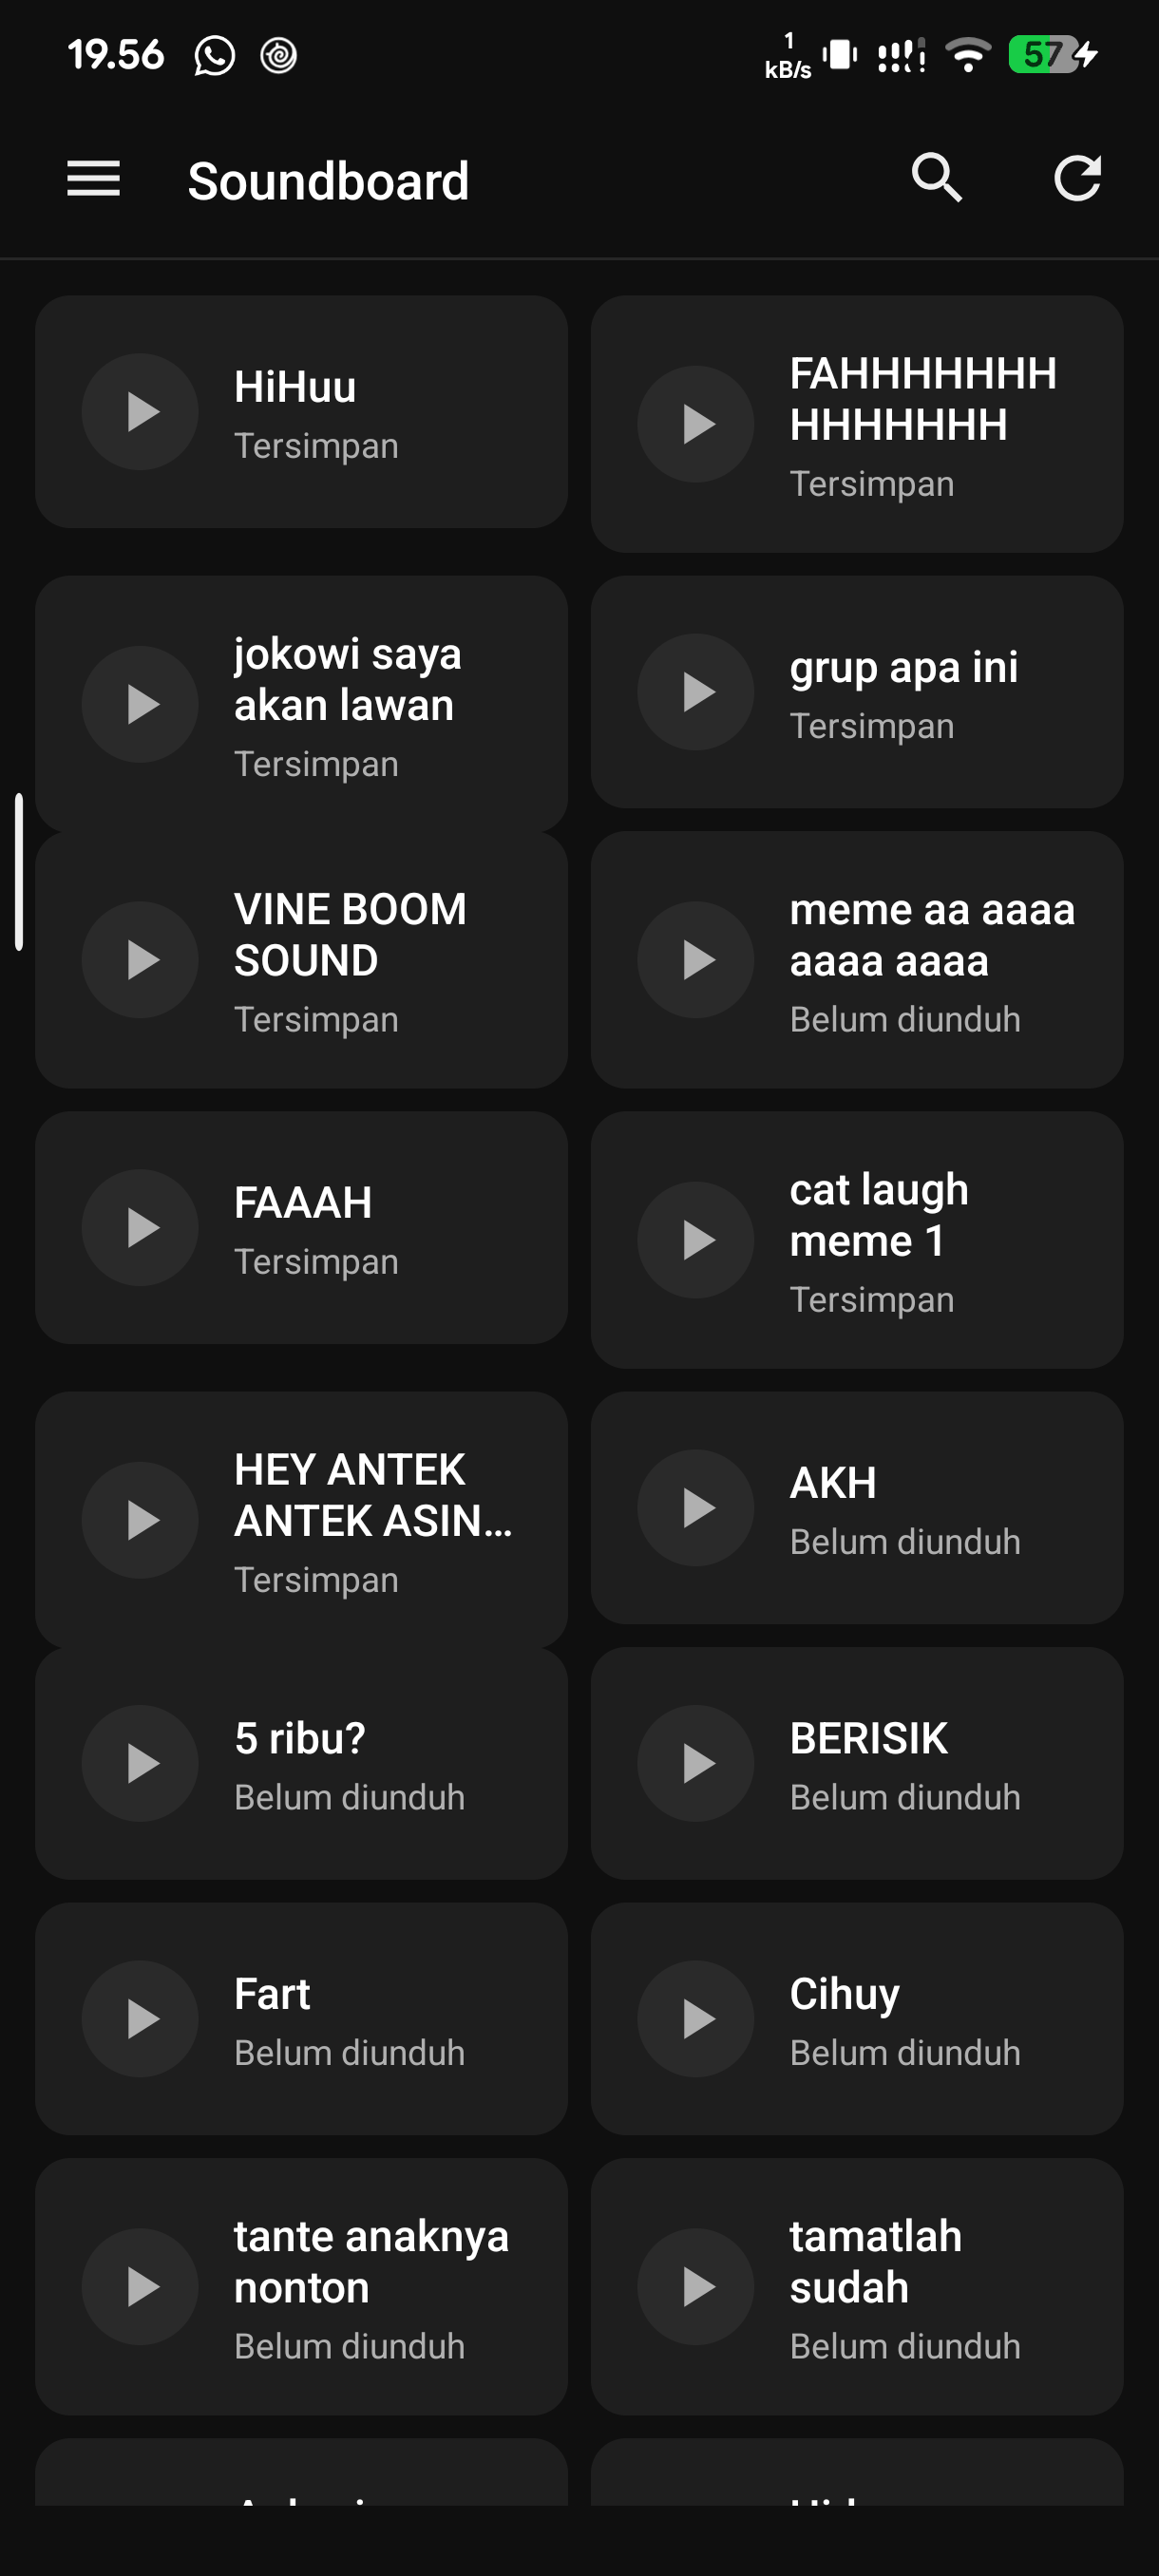 19.56
1
kB/s
57
Soundboard
HiHuu
Tersimpan
FAHHHHHHH
HHHHHHHH
Tersimpan
jokowi saya
akan lawan
Tersimpan
grup apa ini
Tersimpan
VINE BOOM
SOUND
Tersimpan
meme aa aaaa
aaaa aaaa
Belum diunduh
FAAAH
Tersimpan
cat laugh
meme 1
Tersimpan
HEY ANTEK
ANTEK ASIN...
Tersimpan
AKH
Belum diunduh
5 ribu?
Belum diunduh
BERISIK
Belum diunduh
Fart
Belum diunduh
Cihuy
Belum diunduh
tante anaknya
nonton
Belum diunduh
tamatlah
sudah
Belum diunduh